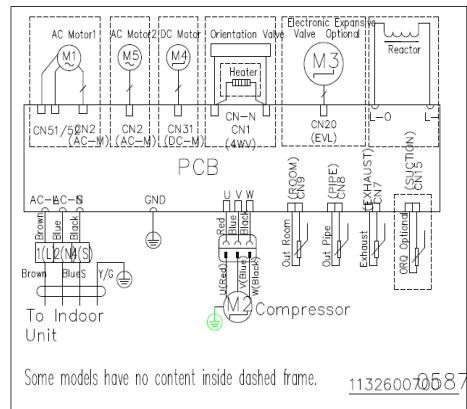 AC Motor1
AC Motor2
DC Motor
Orientation Valve
Electronic Expansive
Valve Optional
Reactor
M1
M5
M4
Heater
M3
CN51/52
CN2
(AC-M)
CN2
(AC-M)
CN31
(DC-M)
CN-N
CN1
(4WV)
CN20
(EVL)
L-O
L-
PCB
(ROOM)
CN9
(PIPE)
CN8
(EXHAUST)
CN7
(SUCTION)
CN15
AC-L
AC-N
S
GND
U V W
Brown
Blue
Black
Red
Blue
Black
1(L)
2(N)
4(S)
Brown
Blue
S
Y/G
U(Red)
V(Blue)
W(Black)
M2
Compressor
Out Room
Out Pipe
Exhaust
ORQ Optional
To Indoor
Unit
Some models have no content inside dashed frame.